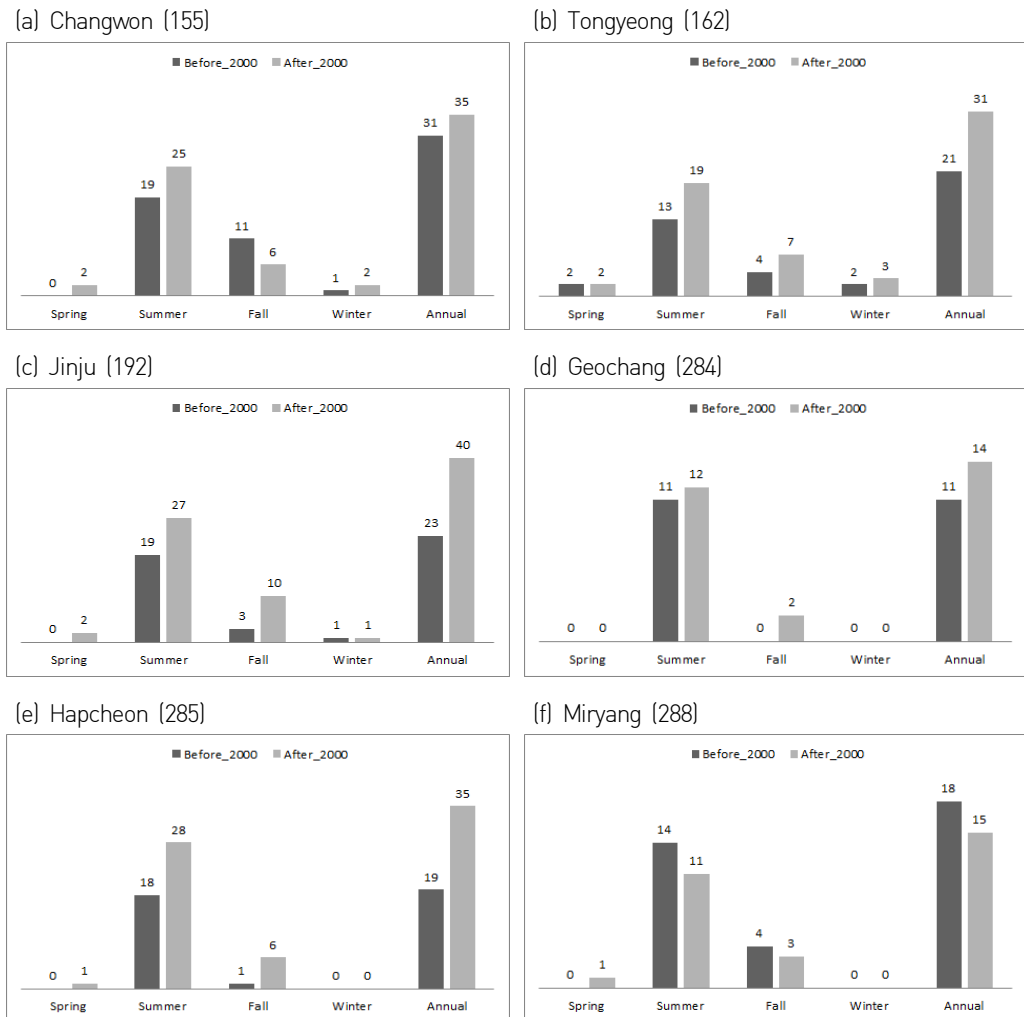 (a) Changwon (155)
Before_2000 After_2000
0 2 19 25 11 6 1 2 31 35
Spring Summer Fall Winter Annual
(b) Tongyeong (162)
Before_2000 After_2000
2 2 13 19 4 7 2 3 21 31
Spring Summer Fall Winter Annual
(c) Jinju (192)
Before_2000 After_2000
0 2 19 27 3 10 1 1 23 40
Spring Summer Fall Winter Annual
(d) Geochang (284)
Before_2000 After_2000
0 0 11 12 0 2 0 0 11 14
Spring Summer Fall Winter Annual
(e) Hapcheon (285)
Before_2000 After_2000
0 1 18 28 1 6 0 0 19 35
Spring Summer Fall Winter Annual
(f) Miryang (288)
Before_2000 After_2000
0 1 14 11 4 3 0 0 18 15
Spring Summer Fall Winter Annual